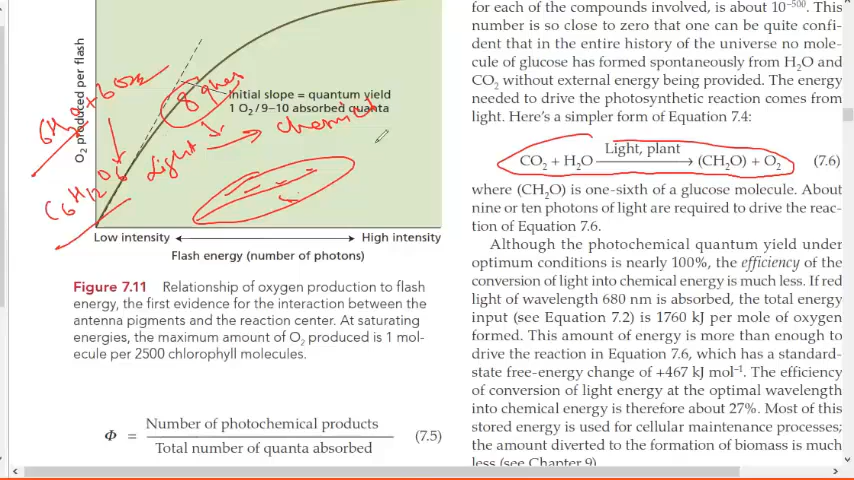 O₂ produced per flash
Initial slope = quantum yield
1 O₂/9–10 absorbed quanta
6H₂O + 6CO₂
C₆H₁₂O₆
light
chemical
Low intensity
High intensity
Flash energy (number of photons)
Figure 7.11 Relationship of oxygen production to flash
energy, the first evidence for the interaction between the
antenna pigments and the reaction center. At saturating
energies, the maximum amount of O₂ produced is 1 mol-
ecule per 2500 chlorophyll molecules.
Φ = Number of photochemical products
Total number of quanta absorbed (7.5)
for each of the compounds involved, is about 10⁻⁵⁰⁰. This
number is so close to zero that one can be quite confi-
dent that in the entire history of the universe no mole-
cule of glucose has formed spontaneously from H₂O and
CO₂ without external energy being provided. The energy
needed to drive the photosynthetic reaction comes from
light. Here's a simpler form of Equation 7.4:
Light, plant
CO₂ + H₂O ⟶ (CH₂O) + O₂ (7.6)
where (CH₂O) is one-sixth of a glucose molecule. About
nine or ten photons of light are required to drive the reac-
tion of Equation 7.6.
Although the photochemical quantum yield under
optimum conditions is nearly 100%, the efficiency of the
conversion of light into chemical energy is much less. If red
light of wavelength 680 nm is absorbed, the total energy
input (see Equation 7.2) is 1760 kJ per mole of oxygen
formed. This amount of energy is more than enough to
drive the reaction in Equation 7.6, which has a standard-
state free-energy change of +467 kJ mol⁻¹. The efficiency
of conversion of light energy at the optimal wavelength
into chemical energy is therefore about 27%. Most of this
stored energy is used for cellular maintenance processes;
the amount diverted to the formation of biomass is much
less (see Chapter 9).